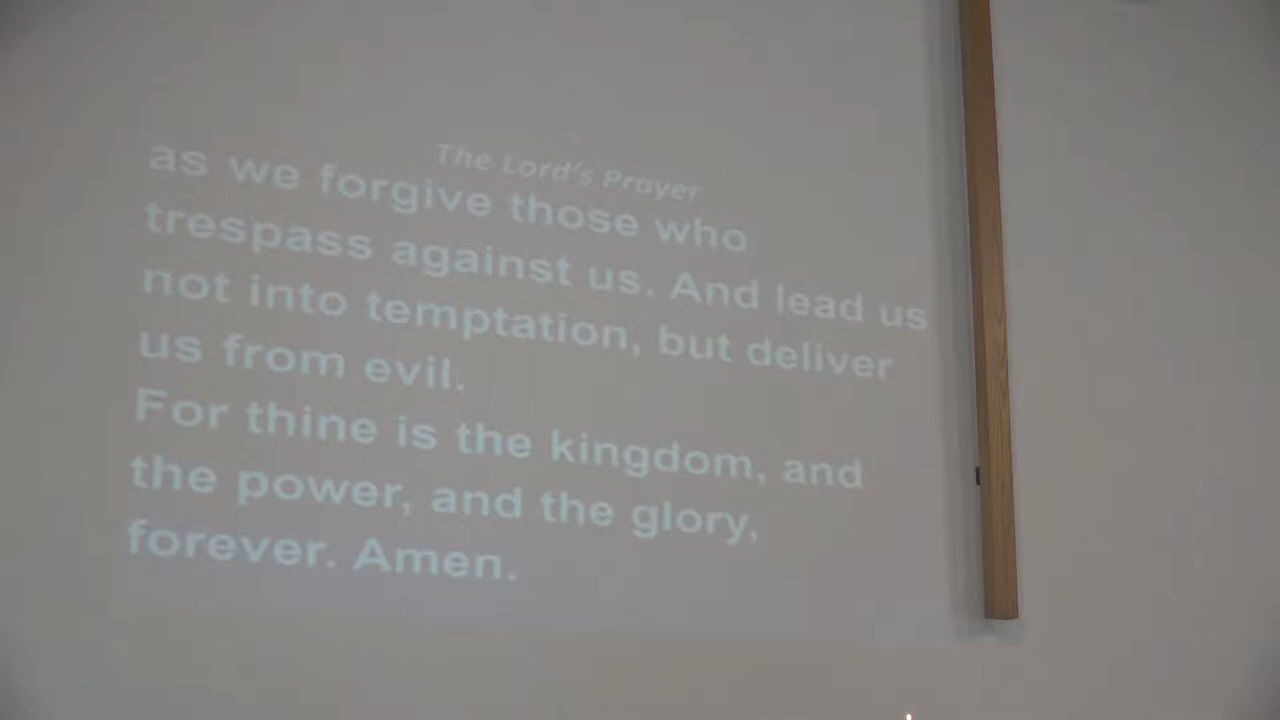 The Lord's Prayer
as we forgive those who
trespass against us. And lead us
not into temptation, but deliver
us from evil.
For thine is the kingdom, and
the power, and the glory,
forever. Amen.